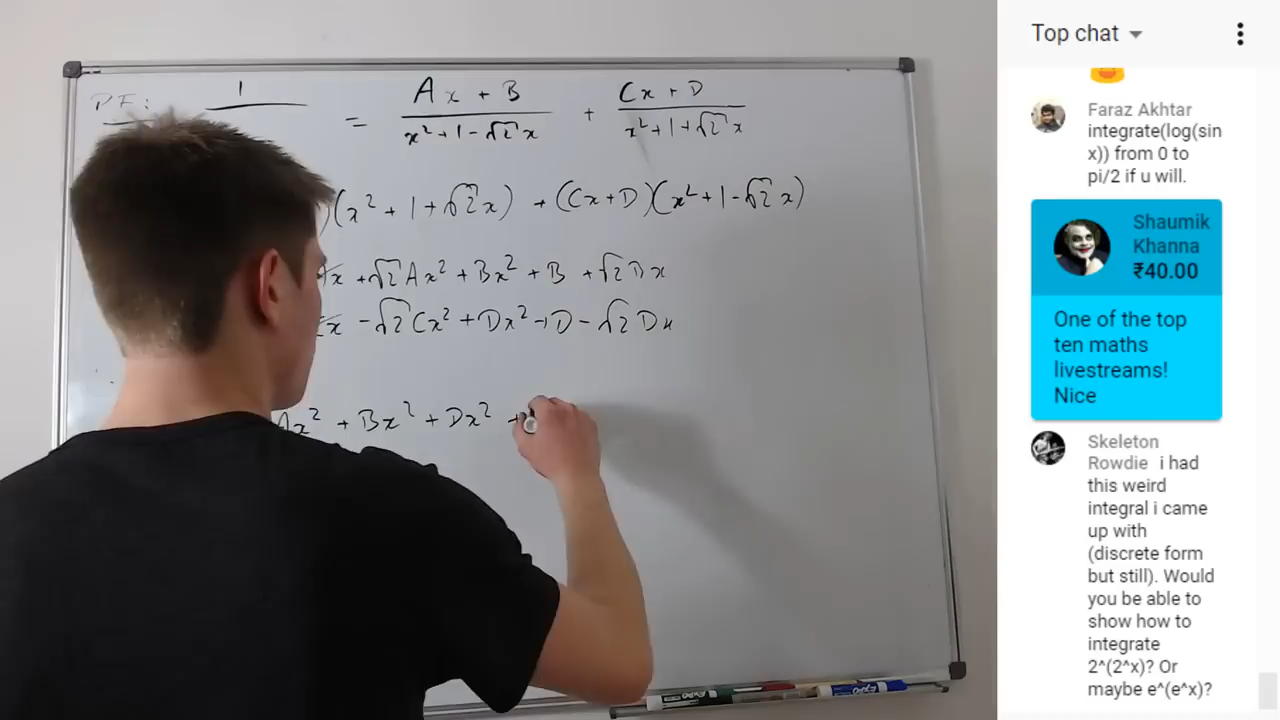 PF: 1 = Ax + B / x² + 1 - √2 x + Cx + D / x² + 1 + √2 x
)(x² + 1 + √2 x) + (Cx + D)(x² + 1 - √2 x)
Ax + √2 Ax² + Bx² + B + √2 Bx
Cx - √2 Cx² + Dx² + D - √2 Dx
Ax² + Bx² + Dx² +
EXPO
Top chat
Faraz Akhtar
integrate(log(sin
x)) from 0 to
pi/2 if u will.
Shaumik
Khanna
₹40.00
One of the top
ten maths
livestreams!
Nice
Skeleton
Rowdie i had
this weird
integral i came
up with
(discrete form
but still). Would
you be able to
show how to
integrate
2^(2^x)? Or
maybe e^(e^x)?